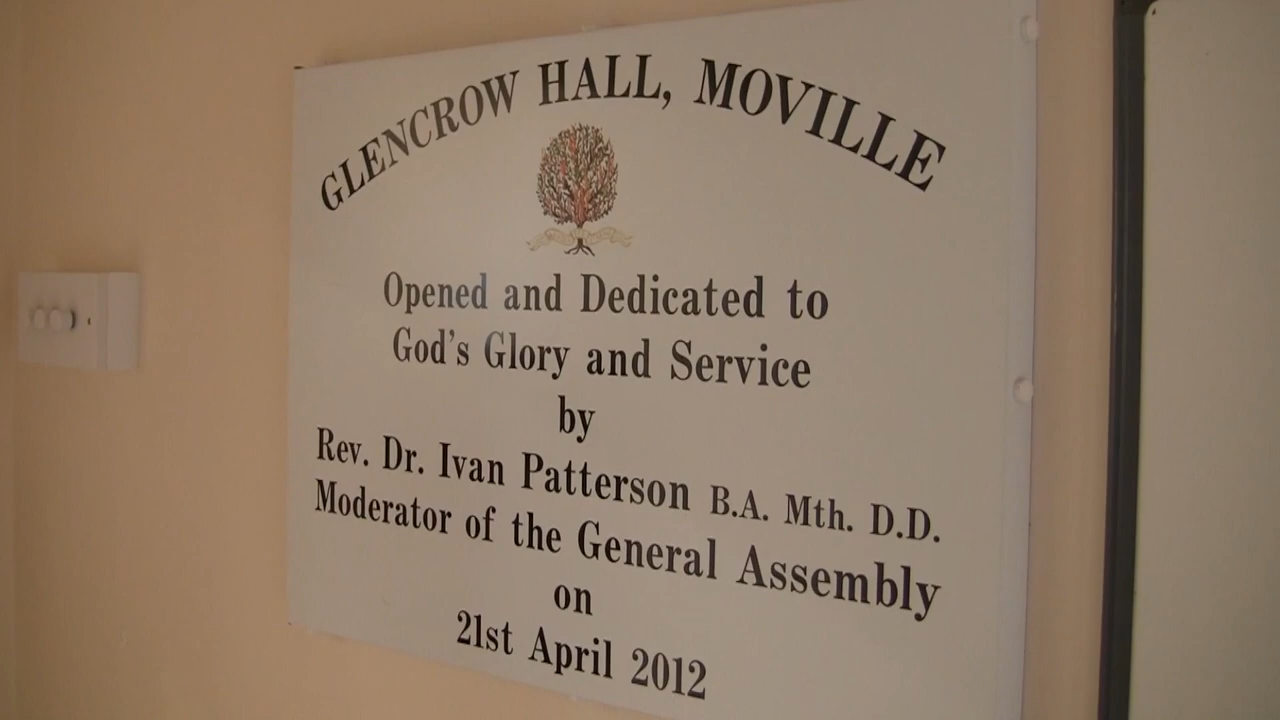 GLENCROW HALL, MOVILLE
Opened and Dedicated to
God's Glory and Service
by
Rev. Dr. Ivan Patterson B.A. Mth. D.D.
Moderator of the General Assembly
on
21st April 2012